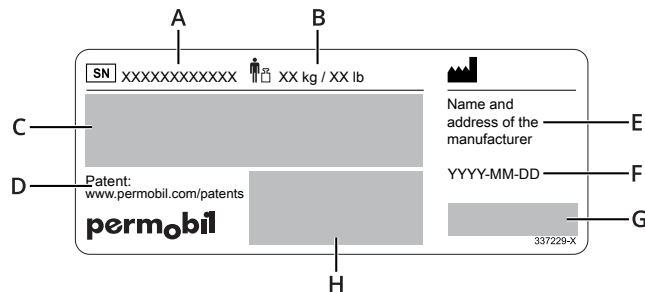 A
B
SN XXXXXXXXXXXX XX kg / XX lb
C
Name and
address of the
manufacturer
E
D
Patent:
www.permobil.com/patents
YYYY-MM-DD
F
permobil
G
337229-X
H